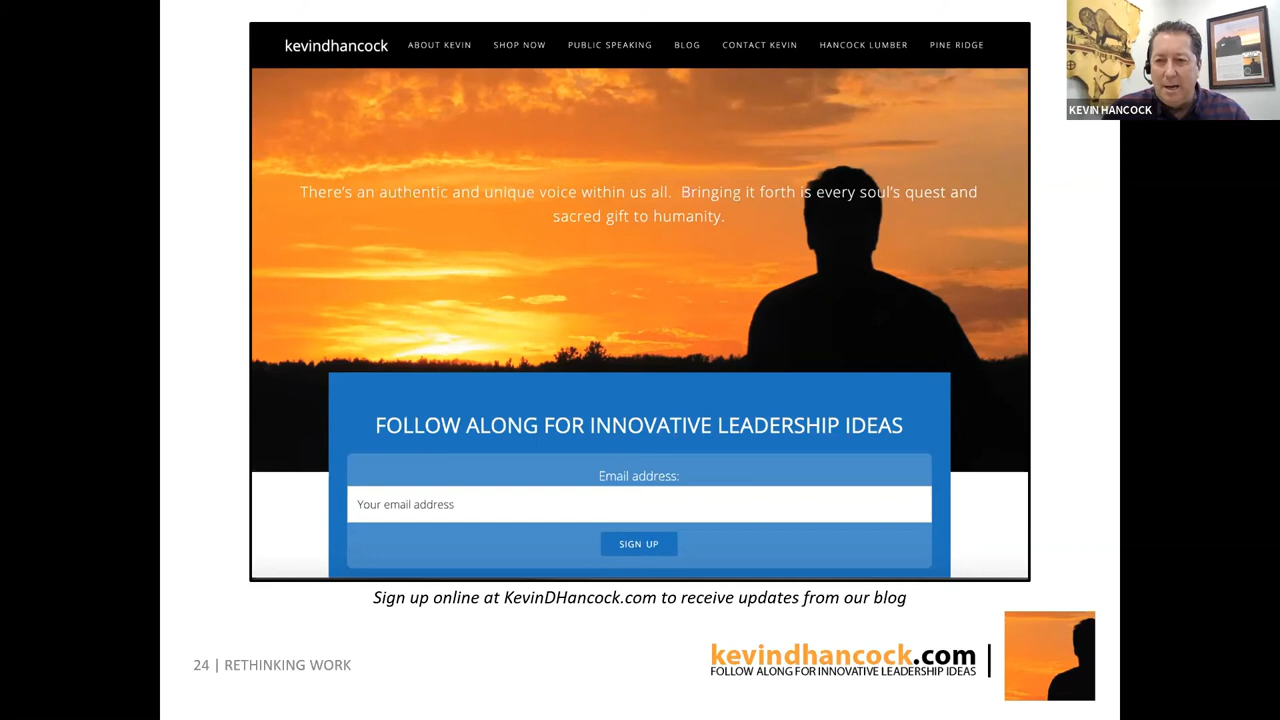 kevindhancock ABOUT KEVIN SHOP NOW PUBLIC SPEAKING BLOG CONTACT KEVIN HANCOCK LUMBER PINE RIDGE
KEVIN HANCOCK
There's an authentic and unique voice within us all. Bringing it forth is every soul's quest and
sacred gift to humanity.
FOLLOW ALONG FOR INNOVATIVE LEADERSHIP IDEAS
Email address:
Your email address
SIGN UP
Sign up online at KevinDHancock.com to receive updates from our blog
24 | RETHINKING WORK
kevindhancock.com
FOLLOW ALONG FOR INNOVATIVE LEADERSHIP IDEAS